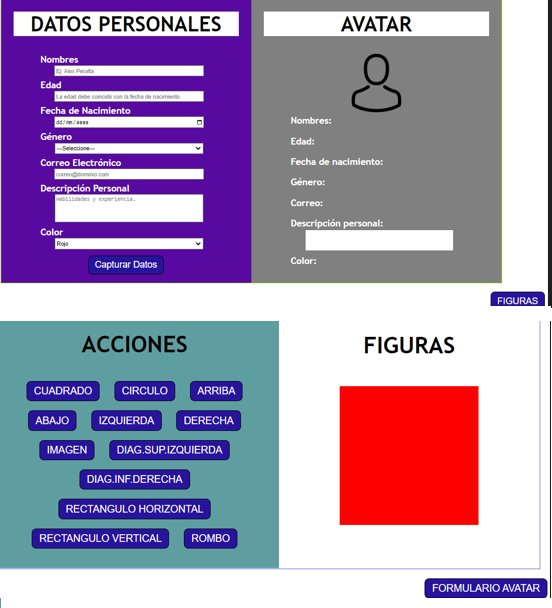 DATOS PERSONALES
Nombres
Ej: Alex Peralta
Edad
La edad debe coincidir con la fecha de nacimiento
Fecha de Nacimiento
dd/mm/aaaa
Género
---Seleccione---
Correo Electrónico
correo@dominio.com
Descripción Personal
Habilidades y experiencia.
Color
Rojo
Capturar Datos
AVATAR
Nombres:
Edad:
Fecha de nacimiento:
Género:
Correo:
Descripción personal:
Color:
FIGURAS
ACCIONES
CUADRADO CIRCULO ARRIBA
ABAJO IZQUIERDA DERECHA
IMAGEN DIAG.SUP.IZQUIERDA
DIAG.INF.DERECHA
RECTANGULO HORIZONTAL
RECTANGULO VERTICAL ROMBO
FIGURAS
FORMULARIO AVATAR